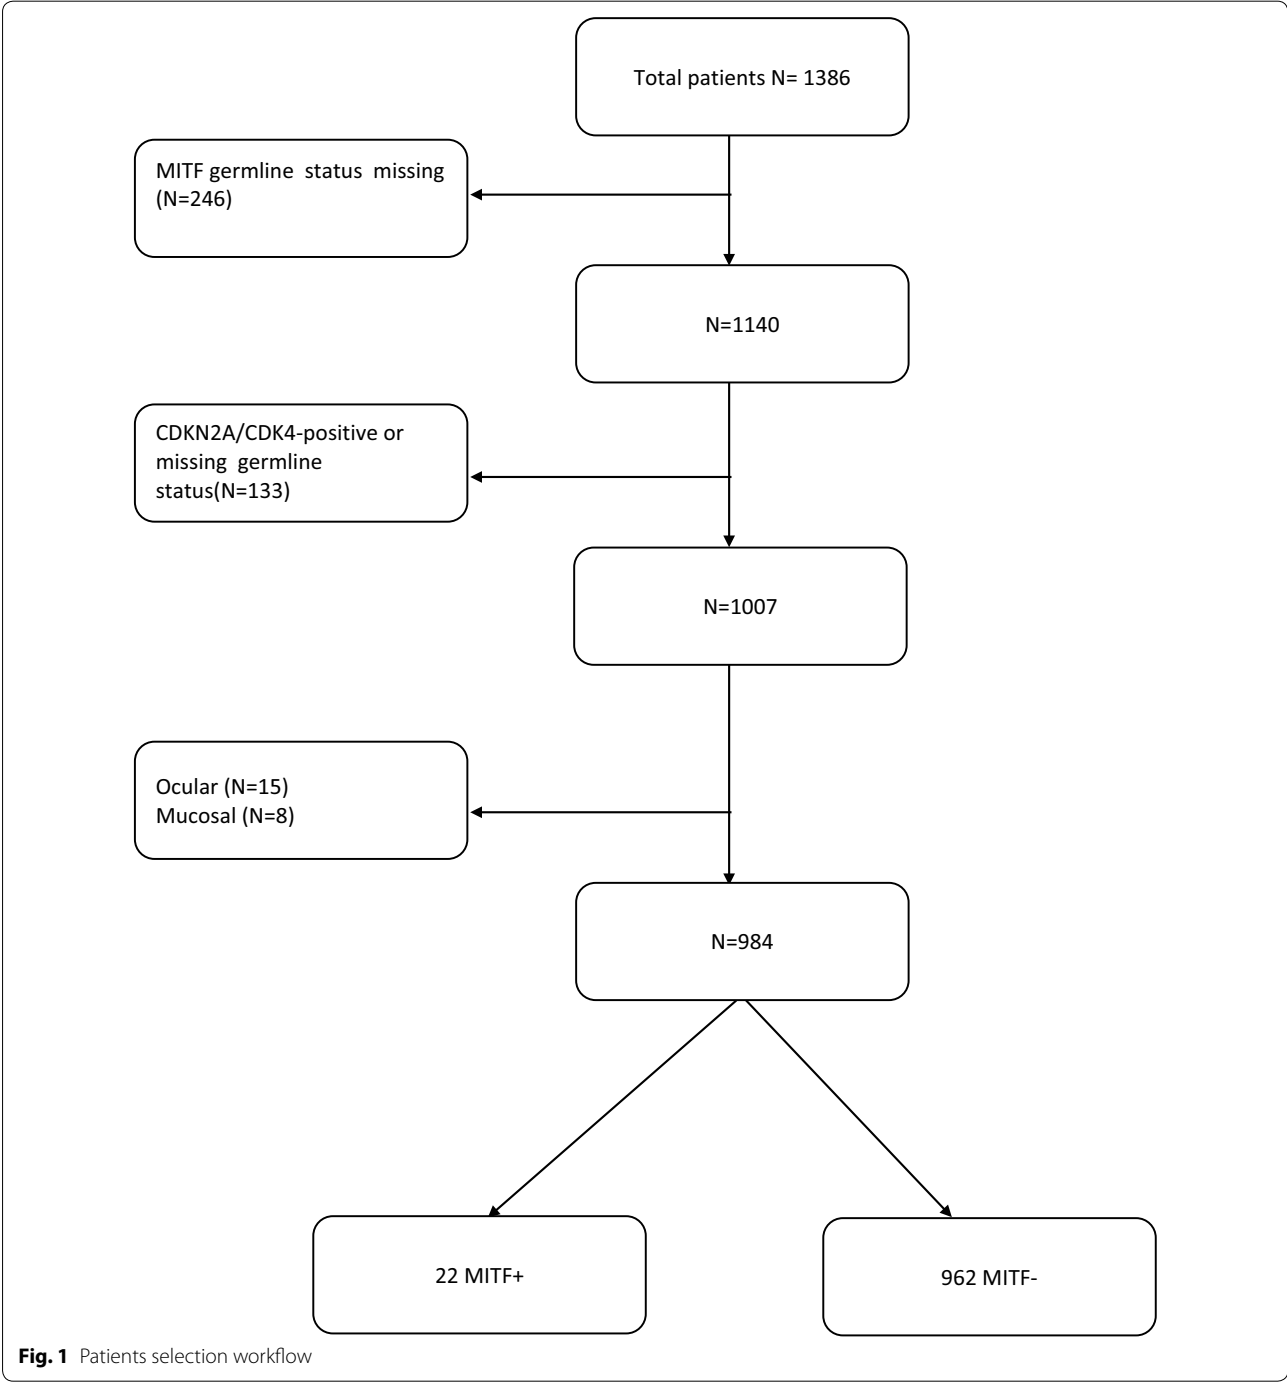 Total patients N= 1386
MITF germline status missing
(N=246)
N=1140
CDKN2A/CDK4-positive or
missing germline
status(N=133)
N=1007
Ocular (N=15)
Mucosal (N=8)
N=984
22 MITF+
962 MITF-
Fig. 1 Patients selection workflow